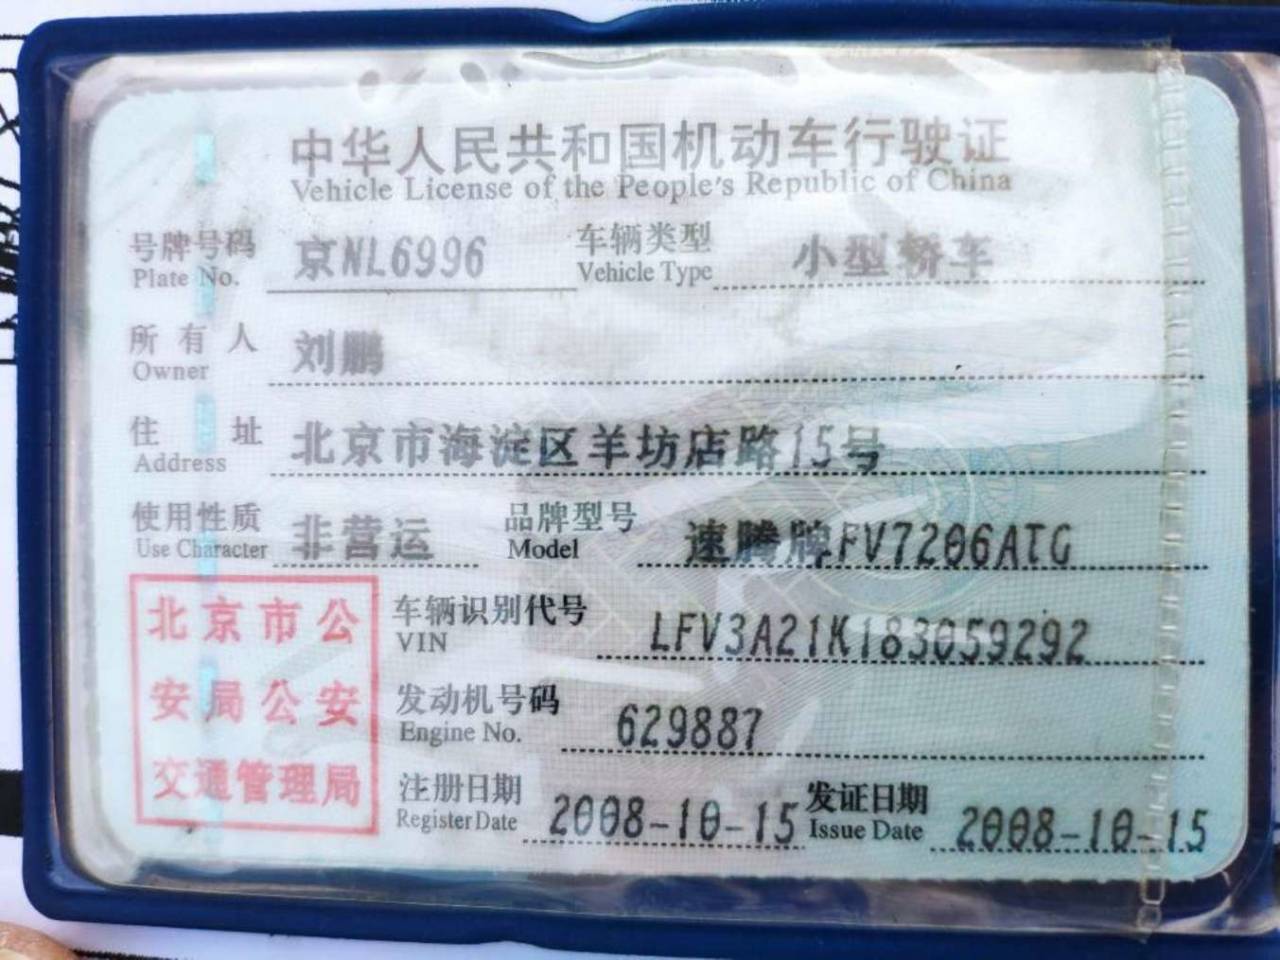 中华人民共和国机动车行驶证
Vehicle License of the People's Republic of China
号牌号码 京NL6996 车辆类型 小型轿车
Plate No. Vehicle Type
所有人 刘鹏
Owner
住址 北京市海淀区羊坊店路15号
Address
使用性质 非营运 品牌型号 速腾牌FV7206ATG
Use Character Model
北京市公
安局公安
交通管理局
车辆识别代号 LFV3A21K183059292
VIN
发动机号码 629887
Engine No.
注册日期 2008-10-15 发证日期 2008-10-15
Register Date Issue Date